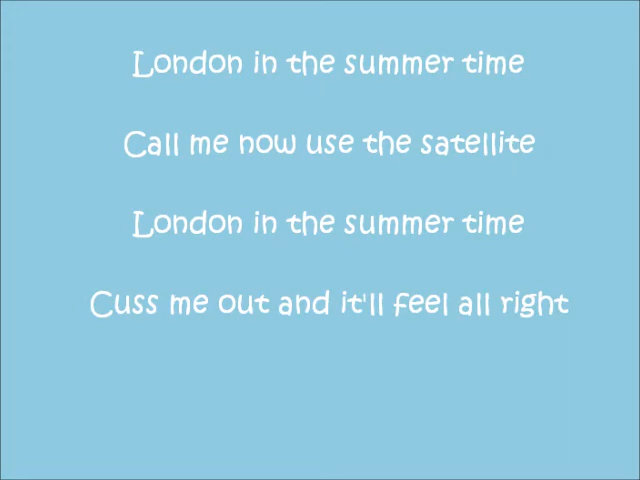 London in the summer time
Call me now use the satellite
London in the summer time
Cuss me out and it'll feel all right